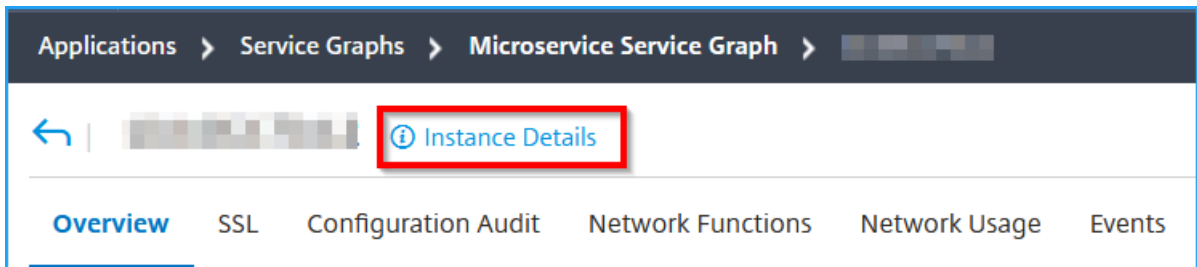 Applications > Service Graphs > Microservice Service Graph >
Instance Details
Overview SSL Configuration Audit Network Functions Network Usage Events